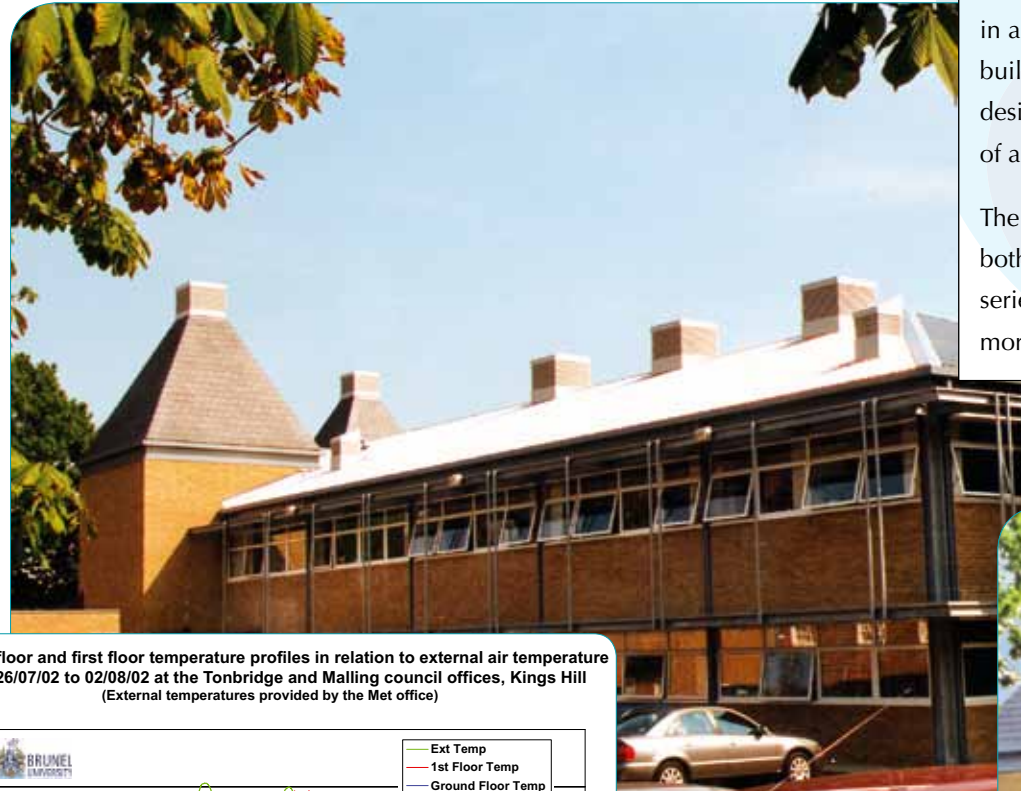 in a
buil
desi
of a
The
both
serie
mor
floor and first floor temperature profiles in relation to external air temperature
26/07/02 to 02/08/02 at the Tonbridge and Malling council offices, Kings Hill
(External temperatures provided by the Met office)
BRUNEL
UNIVERSITY
Ext Temp
1st Floor Temp
Ground Floor Temp